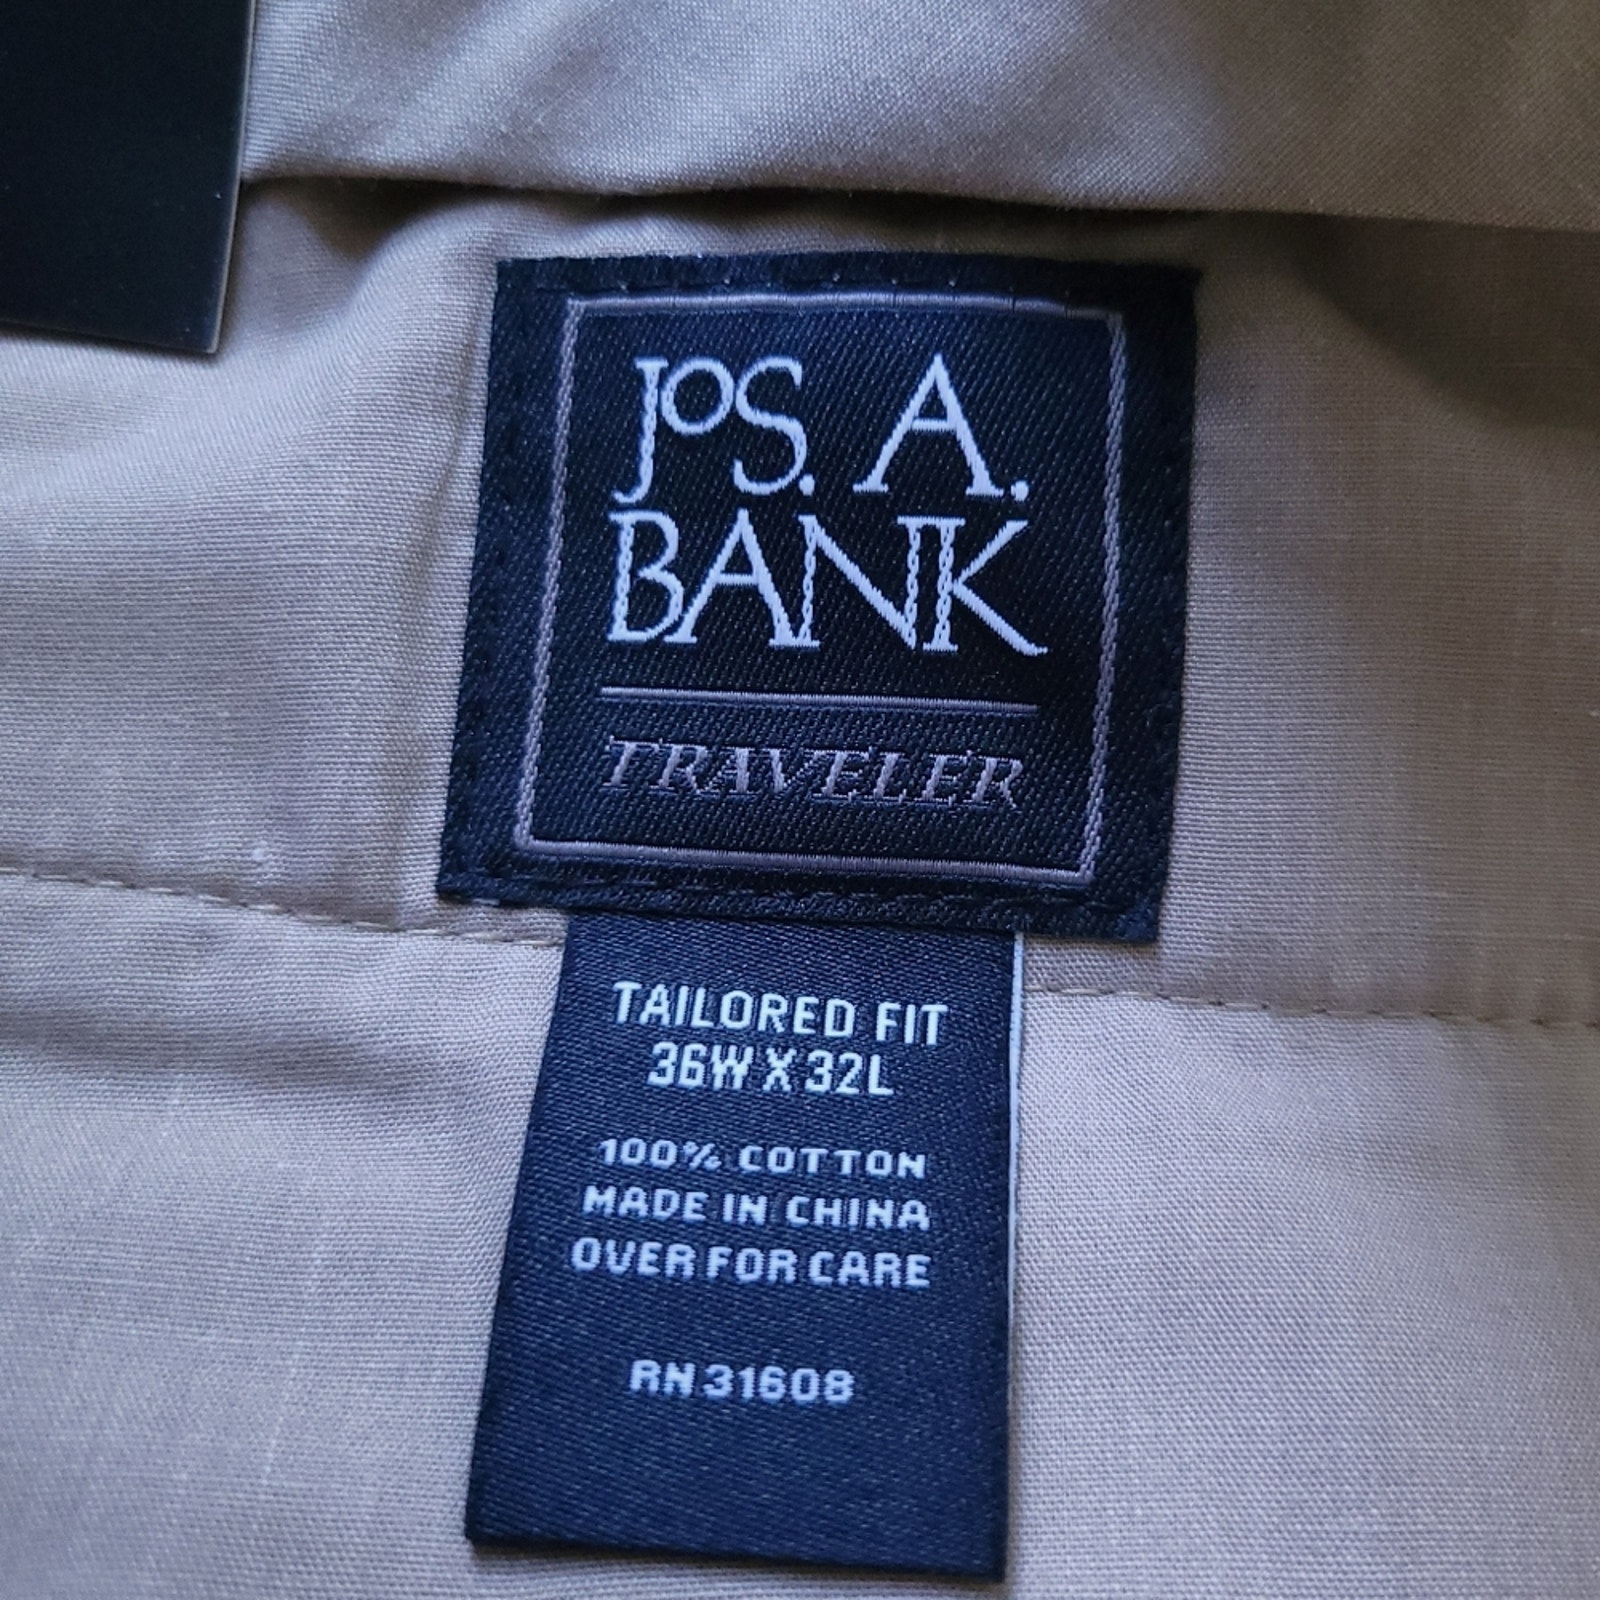 JOS. A.
BANK
TRAVELER
TAILORED FIT
36W X 32L
100% COTTON
MADE IN CHINA
OVER FOR CARE
RN 31608